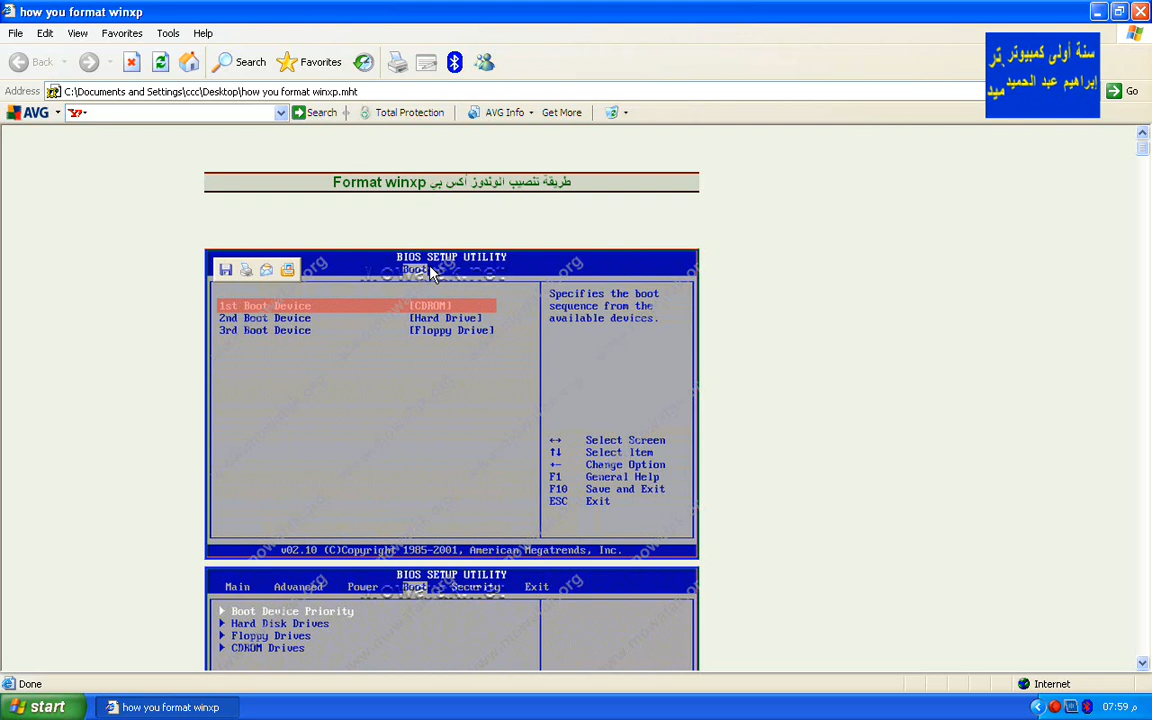 how you format winxp
File Edit View Favorites Tools Help
Back Search Favorites
سنة أولى كمبيوتر
إبراهيم عبد الحميد
Address C:\Documents and Settings\ccc\Desktop\how you format winxp.mht Go
AVG Y! Search Total Protection AVG Info Get More
طريقة تنصيب الوندوز أكس بي Format winxp
BIOS SETUP UTILITY
Boot
1st Boot Device [CDROM]
2nd Boot Device [Hard Drive]
3rd Boot Device [Floppy Drive]
Specifies the boot
sequence from the
available devices.
↔ Select Screen
↑↓ Select Item
+- Change Option
F1 General Help
F10 Save and Exit
ESC Exit
v02.10 (C)Copyright 1985-2001, American Megatrends, Inc.
BIOS SETUP UTILITY
Main Advanced Power Boot Security Exit
Boot Device Priority
Hard Disk Drives
Floppy Drives
CDROM Drives
Done Internet
start how you format winxp 07:59 م